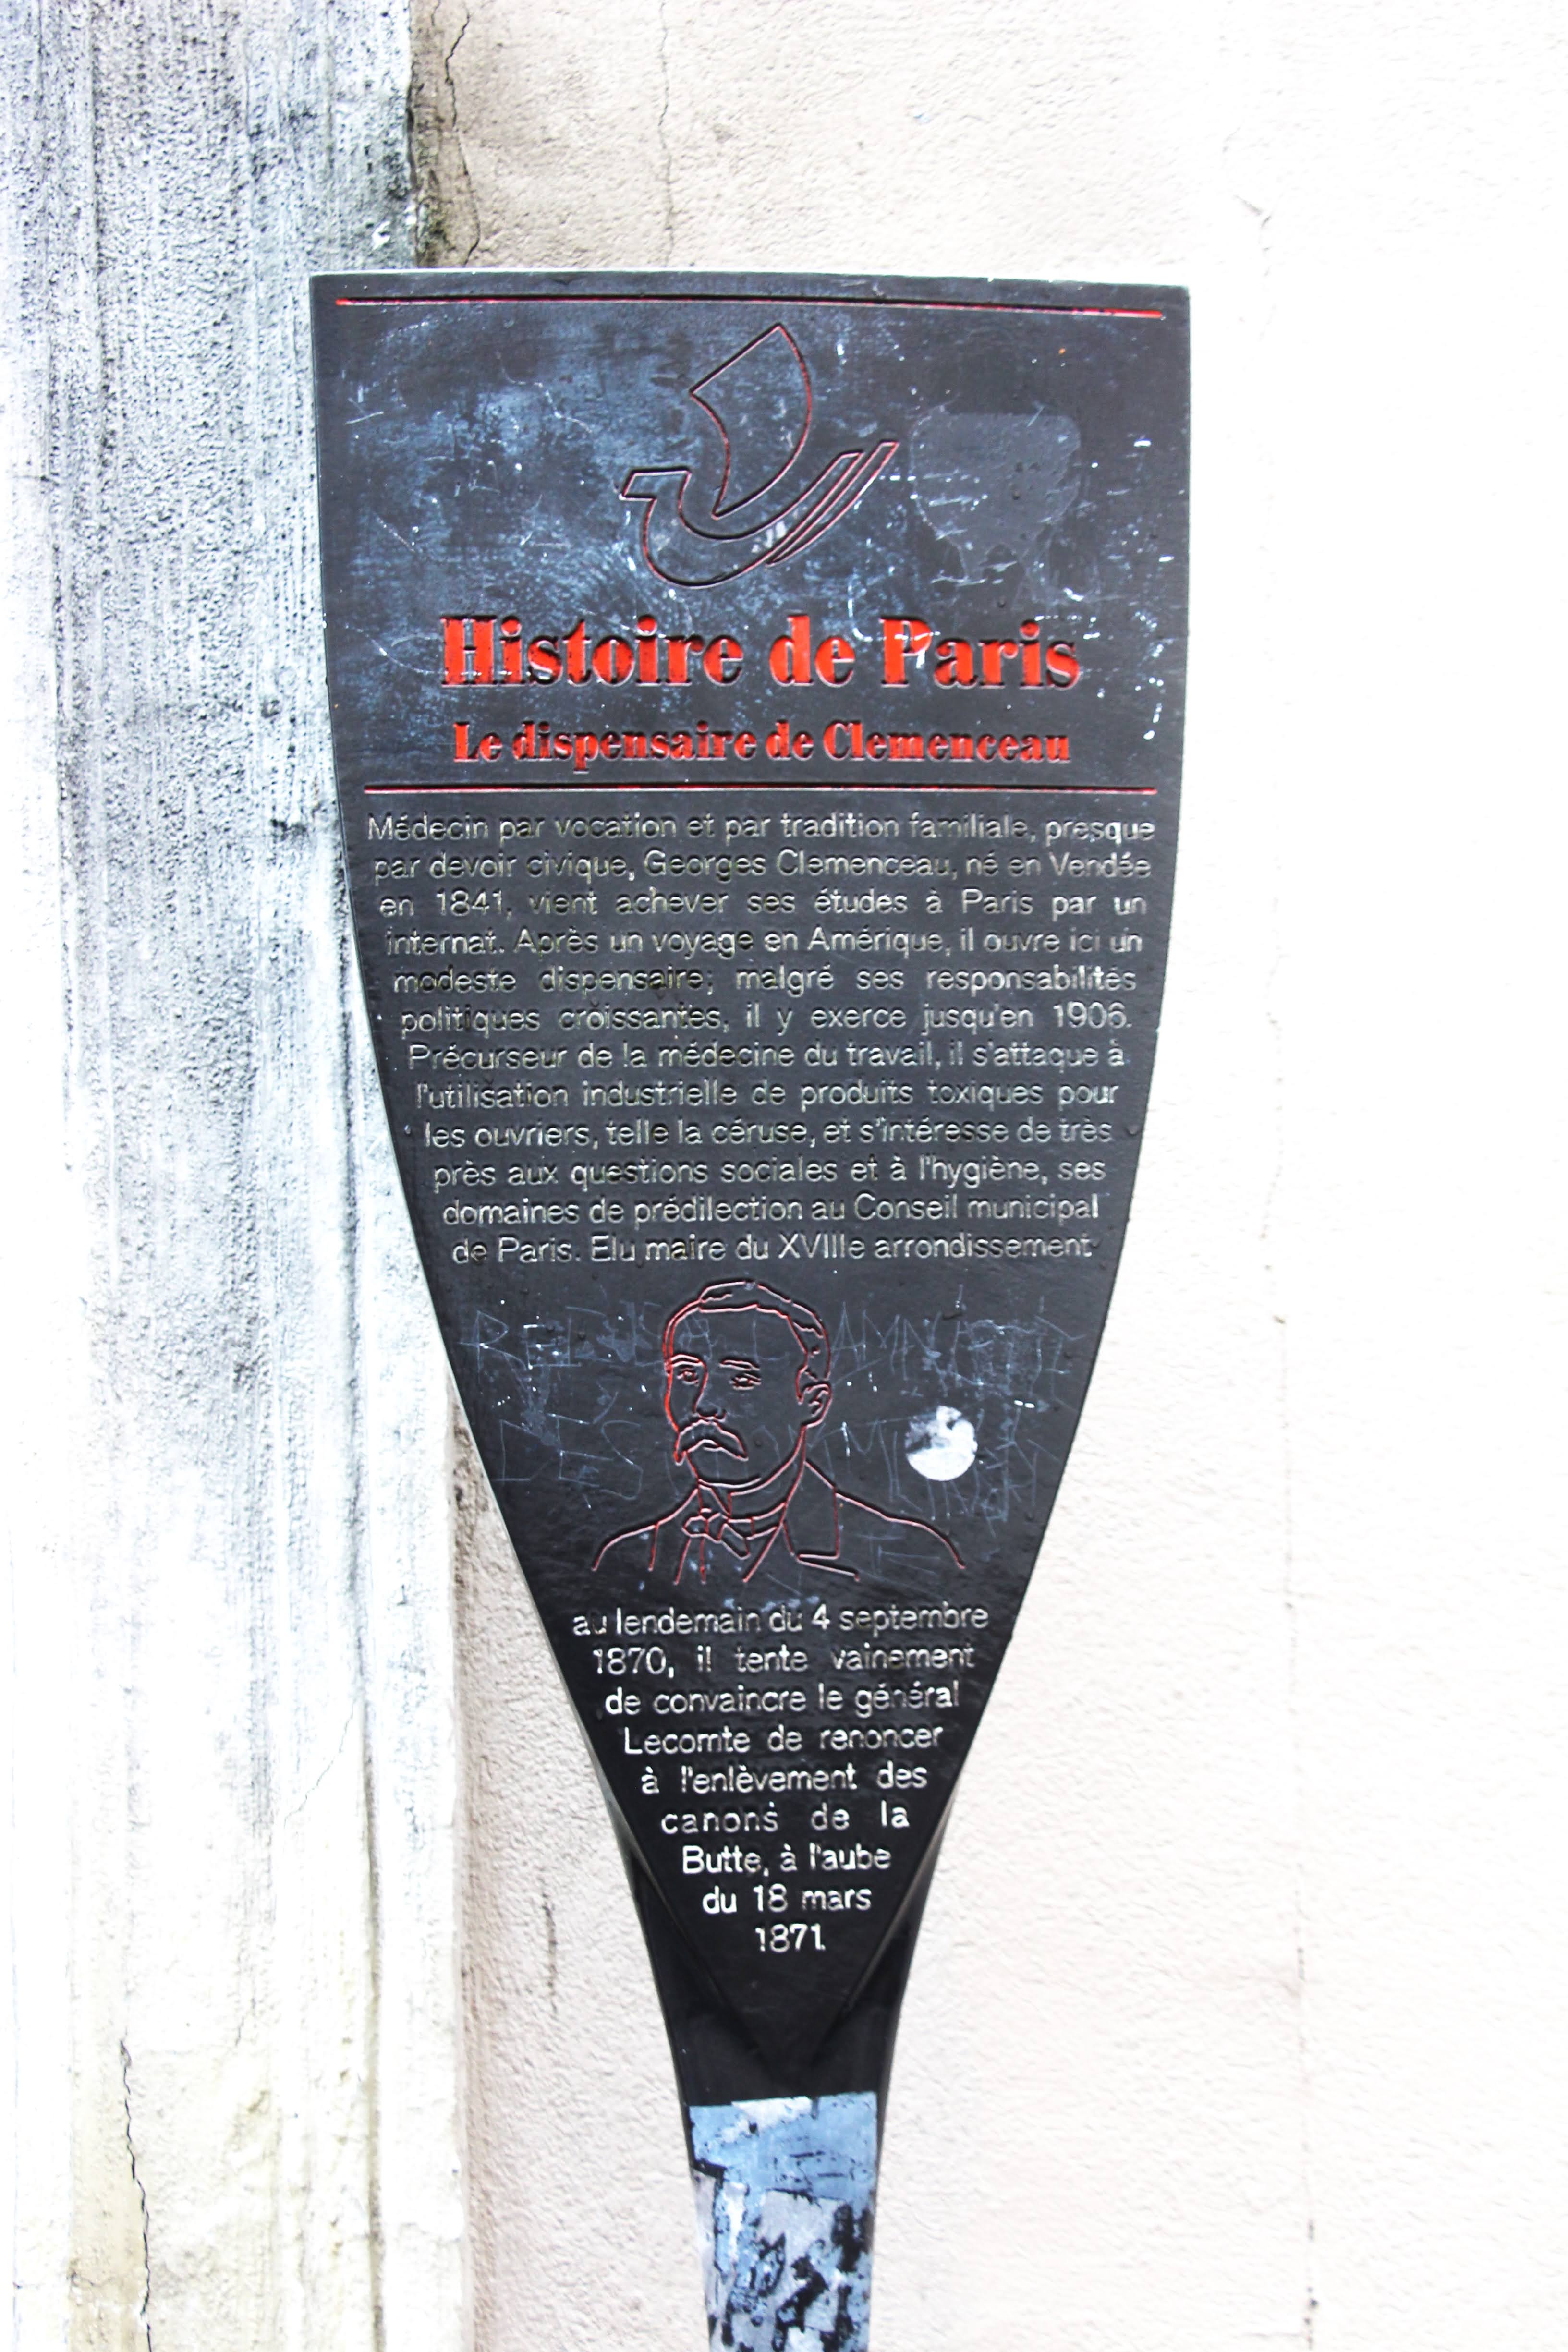 Histoire de Paris
Le dispensaire de Clemenceau
Médecin par vocation et par tradition familiale, presque
par devoir civique, Georges Clemenceau, né en Vendée
en 1841, vient achever ses études à Paris par un
internat. Après un voyage en Amérique, il ouvre ici un
modeste dispensaire; malgré ses responsabilités
politiques croissantes, il y exerce jusqu'en 1906.
Précurseur de la médecine du travail, il s'attaque à
l'utilisation industrielle de produits toxiques pour
les ouvriers, telle la céruse, et s'intéresse de très
près aux questions sociales et à l'hygiène, ses
domaines de prédilection au Conseil municipal
de Paris. Elu maire du XVIIIe arrondissement
DES
au lendemain du 4 septembre
1870, il tente vainement
de convaincre le général
Lecomte de renoncer
à l'enlèvement des
canons de la
Butte, à l'aube
du 18 mars
1871.